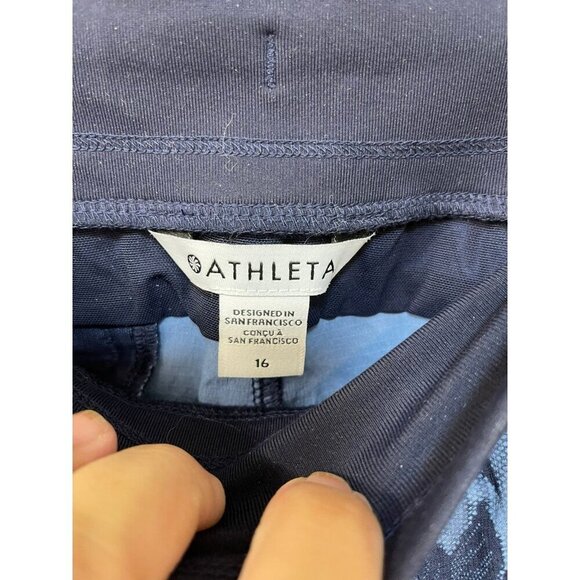 ATHLETA
DESIGNED IN
SAN FRANCISCO
CONÇU À
SAN FRANCISCO
16